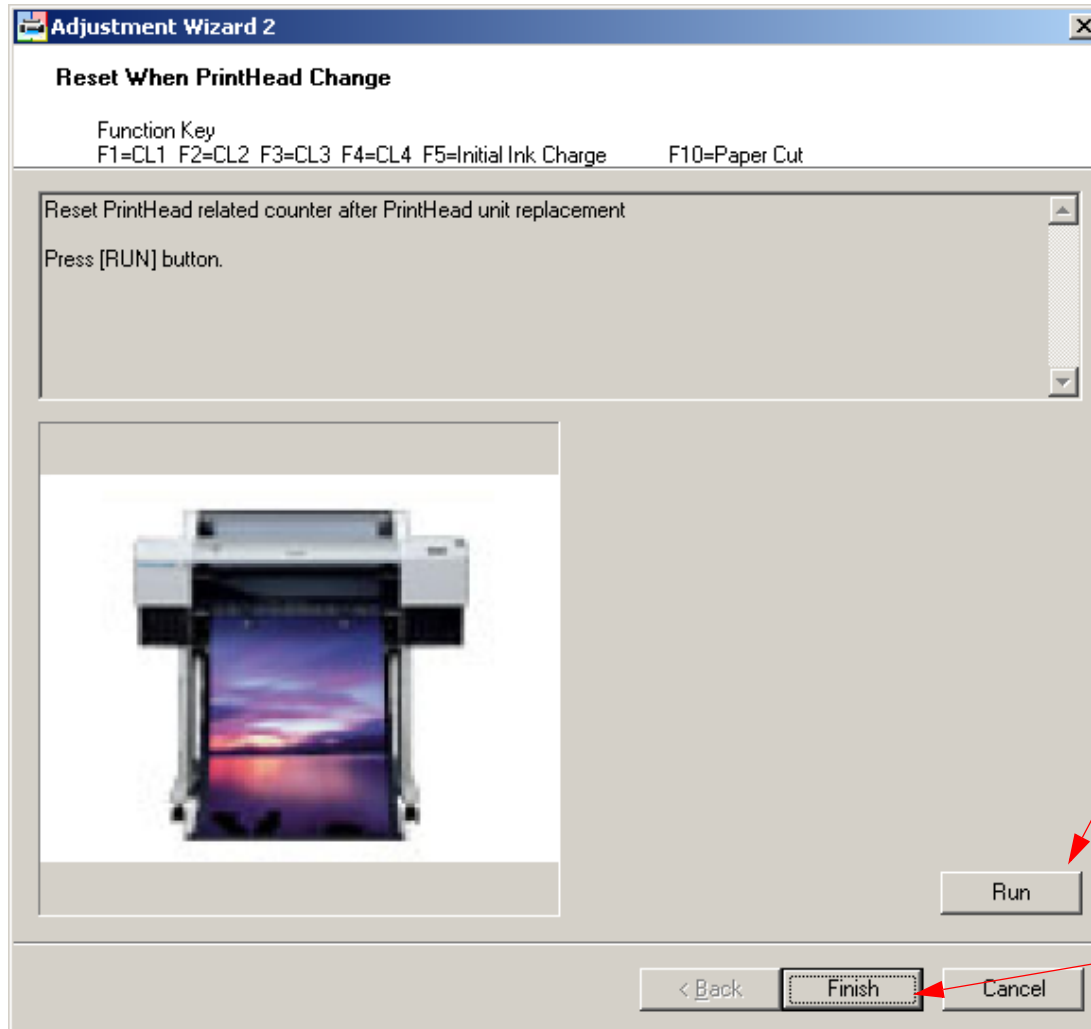 Adjustment Wizard 2
Reset When PrintHead Change
Function Key
F1=CL1 F2=CL2 F3=CL3 F4=CL4 F5=Initial Ink Charge F10=Paper Cut
Reset PrintHead related counter after PrintHead unit replacement
Press [RUN] button.
Run
< Back Finish Cancel